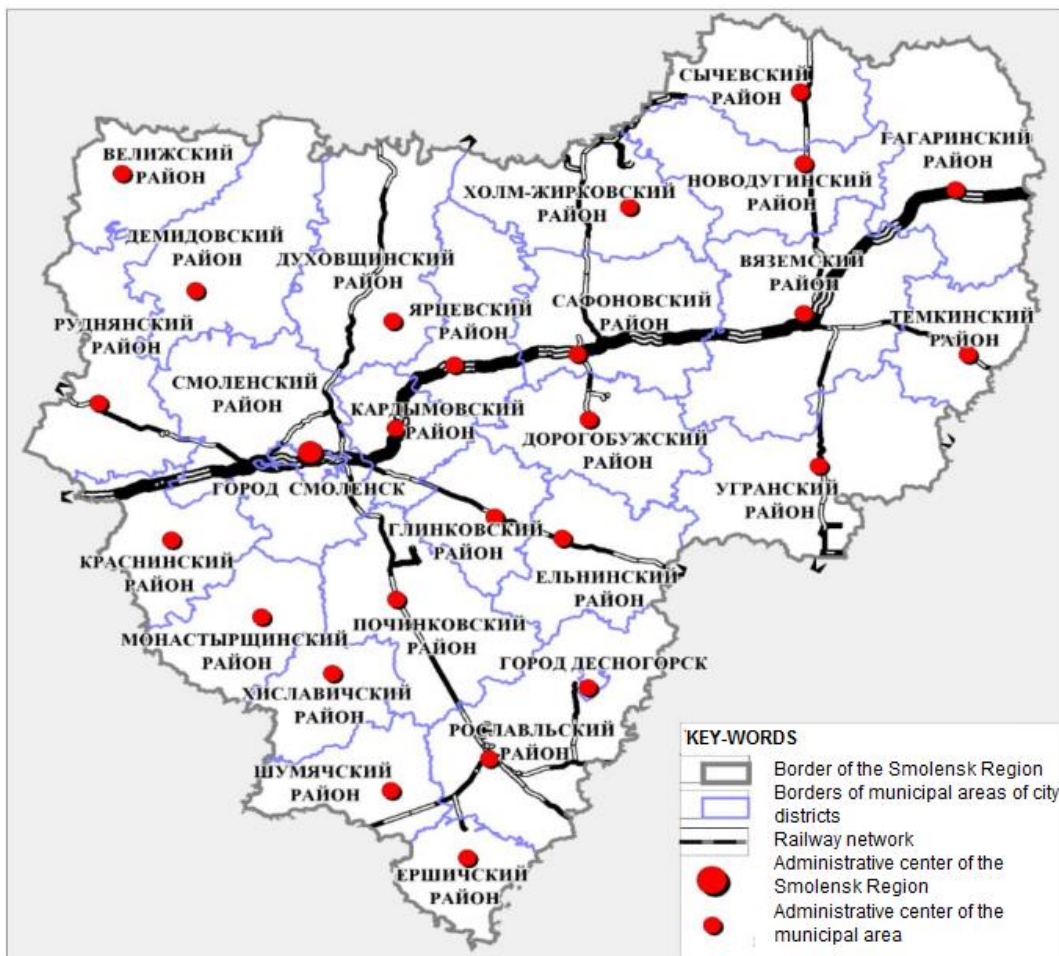 СЫЧЕВСКИЙ
РАЙОН
ГАГАРИНСКИЙ
РАЙОН
ВЕЛИЖСКИЙ
РАЙОН
ХОЛМ-ЖИРКОВСКИЙ
РАЙОН
НОВОДУГИНСКИЙ
РАЙОН
ДЕМИДОВСКИЙ
РАЙОН
ДУХОВЩИНСКИЙ
РАЙОН
ВЯЗЕМСКИЙ
РАЙОН
ЯРЦЕВСКИЙ
РАЙОН
САФОНОВСКИЙ
РАЙОН
РУДНЯНСКИЙ
РАЙОН
ТЕМКИНСКИЙ
РАЙОН
СМОЛЕНСКИЙ
РАЙОН
КАРДЫМОВСКИЙ
РАЙОН
ДОРОГОБУЖСКИЙ
РАЙОН
ГОРОД СМОЛЕНСК
УГРАНСКИЙ
РАЙОН
ГЛИНКОВСКИЙ
РАЙОН
КРАСНИНСКИЙ
РАЙОН
ЕЛЬНИНСКИЙ
РАЙОН
МОНАСТЫРЩИНСКИЙ
РАЙОН
ПОЧИНКОВСКИЙ
РАЙОН
ГОРОД ДЕСНОГОРСК
ХИСЛАВИЧСКИЙ
РАЙОН
РОСЛАВЛЬСКИЙ
РАЙОН
ШУМЯЧСКИЙ
РАЙОН
ЕРШИЧСКИЙ
РАЙОН
KEY-WORDS
Border of the Smolensk Region
Borders of municipal areas of city
districts
Railway network
Administrative center of the
Smolensk Region
Administrative center of the
municipal area